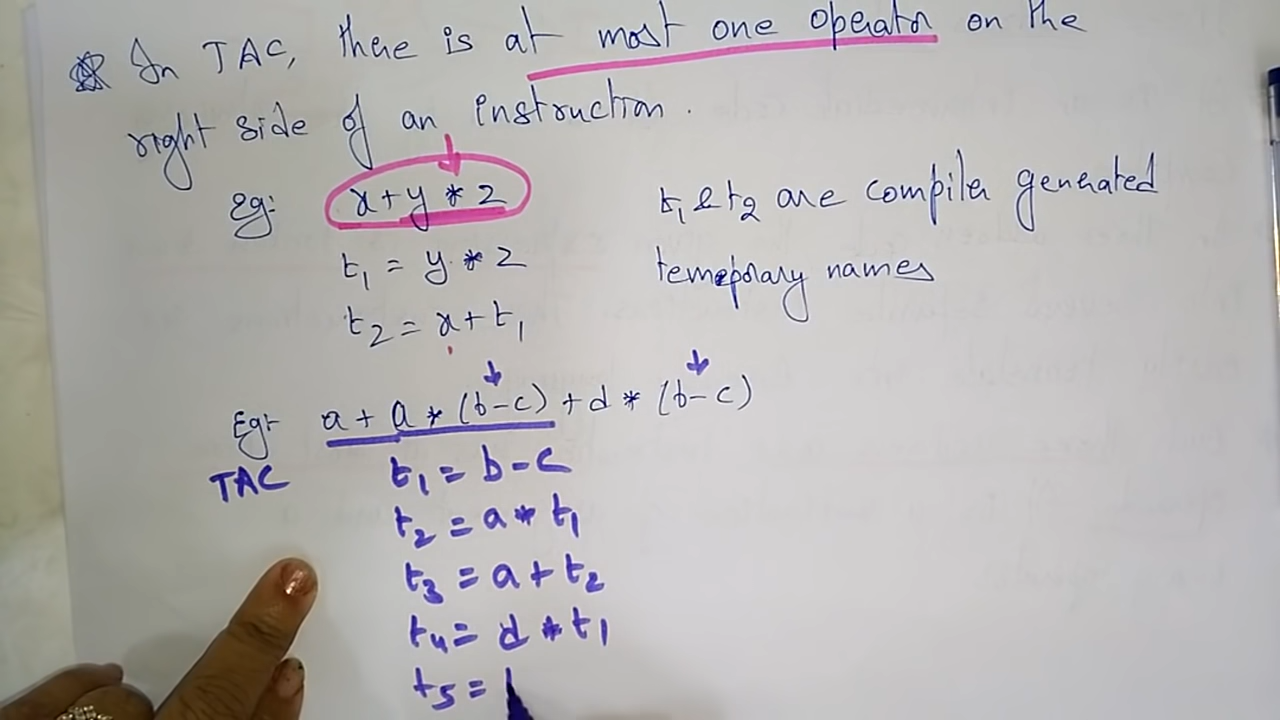 In TAC, there is at most one operator on the
right side of an instruction.
Eg: x + y * 2
t1 = y * 2
t2 = x + t1
t1 & t2 are compiler generated
temeporary names
Eg:- a + a * (b-c) + d * (b-c)
TAC t1 = b - c
t2 = a * t1
t3 = a + t2
t4 = d * t1
t5 =